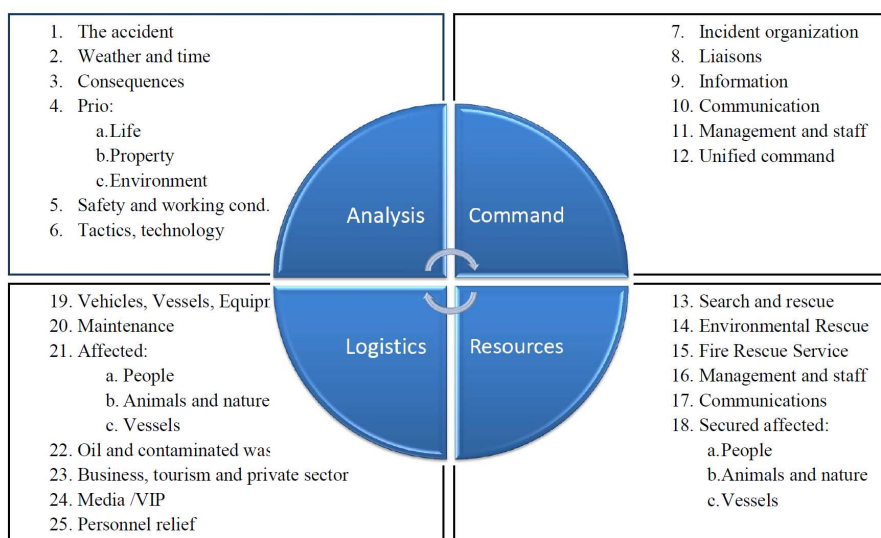 1. The accident
2. Weather and time
3. Consequences
4. Prio:
a.Life
b.Property
c.Environment
5. Safety and working cond.
6. Tactics, technology
7. Incident organization
8. Liaisons
9. Information
10. Communication
11. Management and staff
12. Unified command
Analysis
Command
Logistics
Resources
19. Vehicles, Vessels,
20. Maintenance
21. Affected:
a. People
b. Animals and nature
c. Vessels
22. Oil and contaminated
23. Business, tourism and private sector
24. Media /VIP
25. Personnel relief
13. Search and rescue
14. Environmental Rescue
15. Fire Rescue Service
16. Management and staff
17. Communications
18. Secured affected:
a.People
b.Animals and nature
c.Vessels